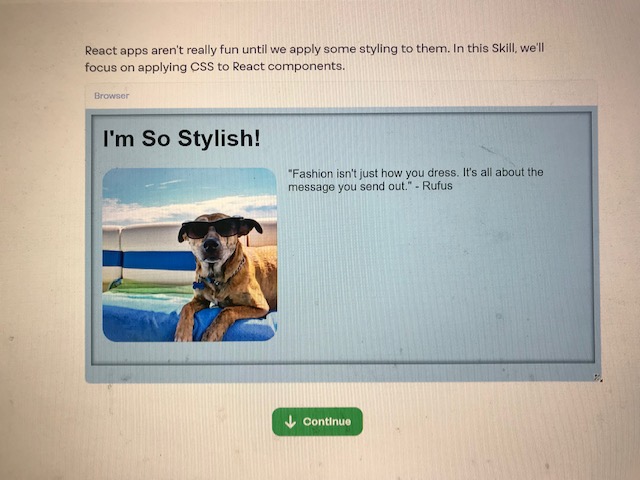 React apps aren't really fun until we apply some styling to them. In this Skill, we'll
focus on applying CSS to React components.
Browser
I'm So Stylish!
"Fashion isn't just how you dress. It's all about the
message you send out." - Rufus
Continue